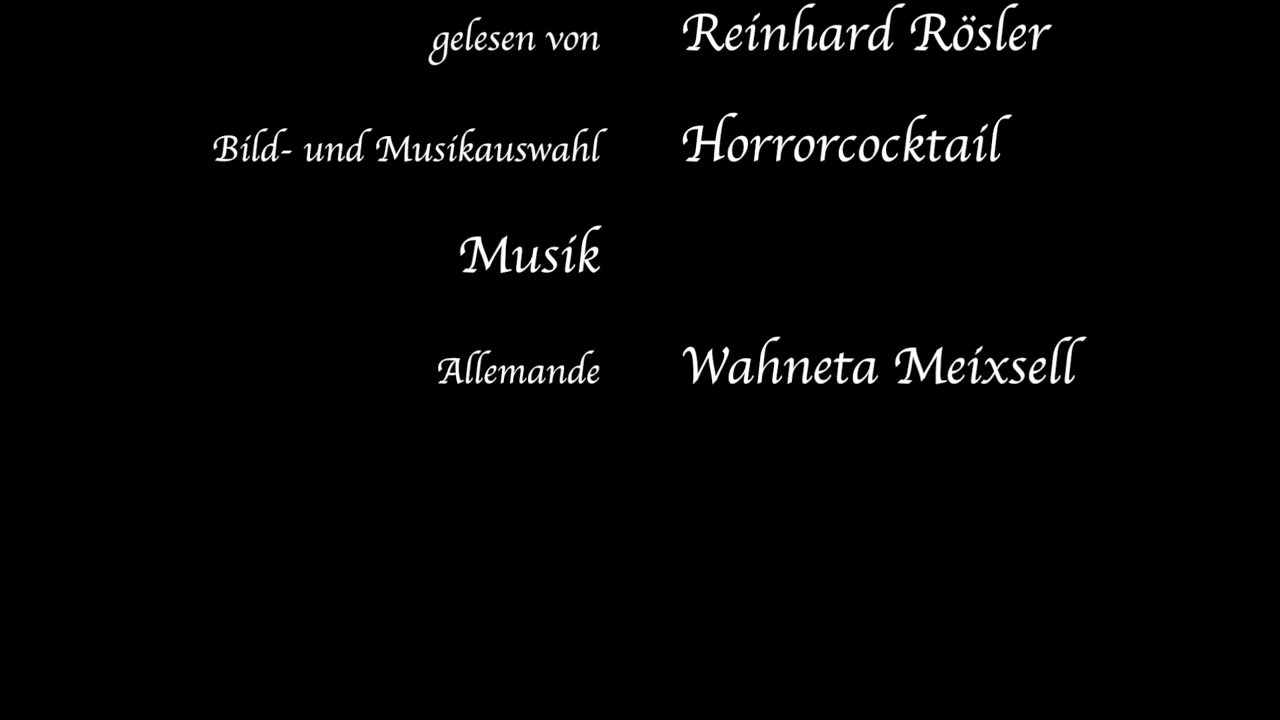 gelesen von Reinhard Rösler
Bild- und Musikauswahl Horrorcocktail
Musik
Allemande Wahneta Meixsell